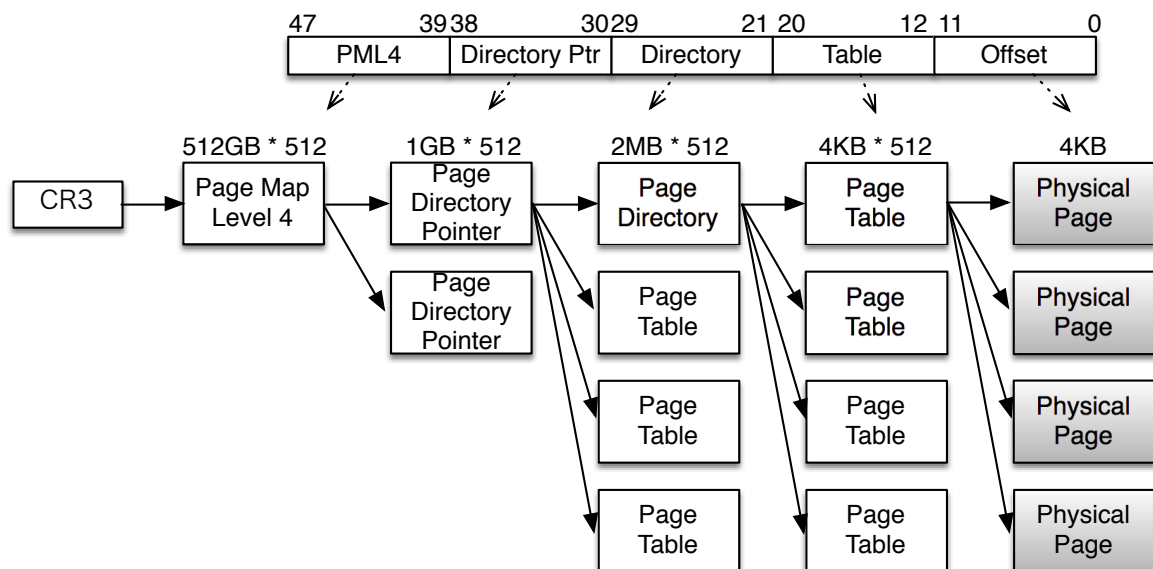 47 39 38 30 29 21 20 12 11 0
PML4 Directory Ptr Directory Table Offset
512GB * 512 1GB * 512 2MB * 512 4KB * 512 4KB
CR3
Page Map
Level 4
Page
Directory
Pointer
Page
Directory
Page
Table
Physical
Page
Page
Directory
Pointer
Page
Table
Page
Table
Physical
Page
Page
Table
Page
Table
Physical
Page
Page
Table
Page
Table
Physical
Page